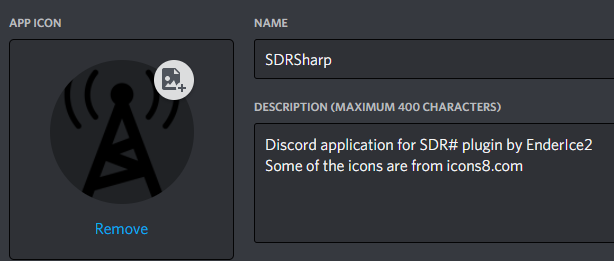 APP ICON
NAME
SDRSharp
DESCRIPTION (MAXIMUM 400 CHARACTERS)
Discord application for SDR# plugin by EnderIce2
Some of the icons are from icons8.com
Remove